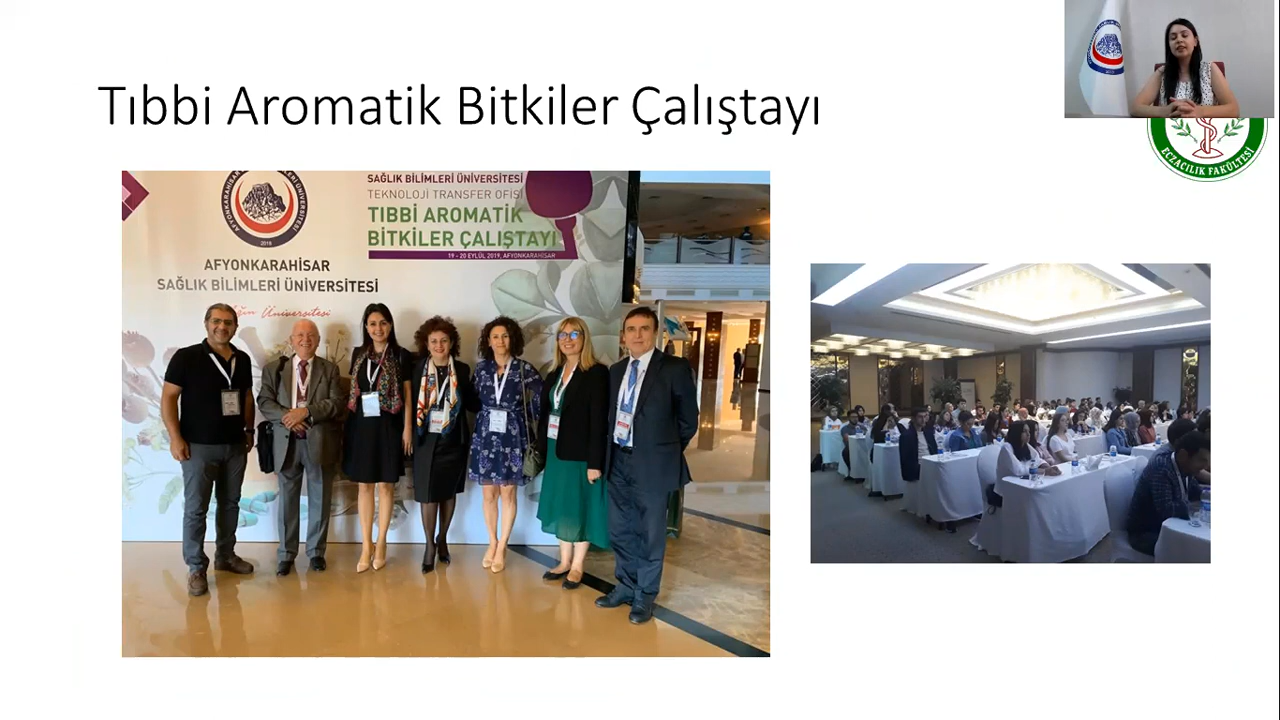 Tıbbi Aromatik Bitkiler Çalıştayı
ECZACILIK FAKÜLTESİ
SAĞLIK BİLİMLERİ ÜNİVERSİTESİ
TEKNOLOJİ TRANSFER OFİSİ
TIBBİ AROMATİK
BİTKİLER ÇALIŞTAYI
19 - 20 EYLÜL 2019, AFYONKARAHİSAR
2018
AFYONKARAHİSAR
SAĞLIK BİLİMLERİ ÜNİVERSİTESİ
Üniversitesi